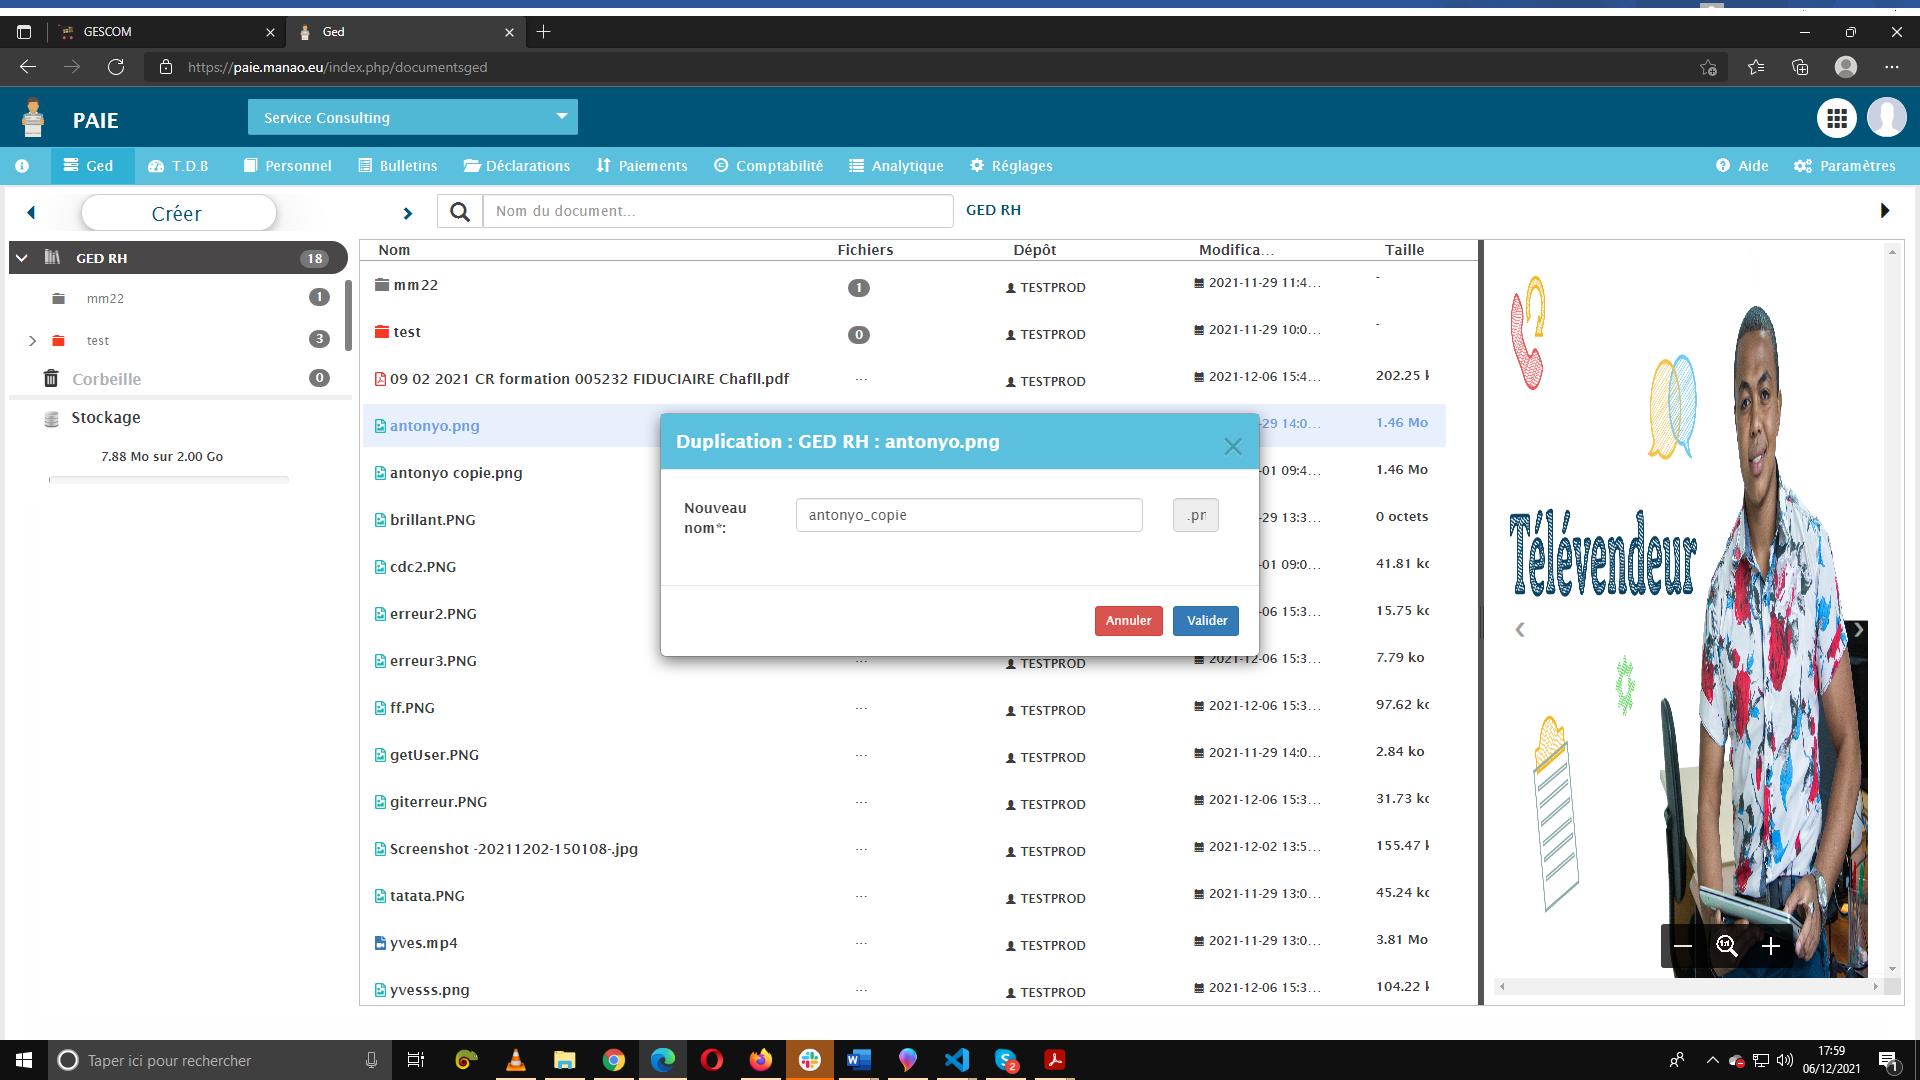 GESCOM
Ged
https://paie.manao.eu/index.php/documentsged
PAIE
Service Consulting
Ged
T.D.B
Personnel
Bulletins
Déclarations
Paiements
Comptabilité
Analytique
Réglages
Aide
Paramètres
Créer
Nom du document...
GED RH
GED RH 18
mm22 1
test 3
Corbeille 0
Stockage
7.88 Mo sur 2.00 Go
Nom Fichiers Dépôt Modifica... Taille
mm22 1 TESTPROD 2021-11-29 11:4... -
test 0 TESTPROD 2021-11-29 10:0... -
09 02 2021 CR formation 005232 FIDUCIAIRE Chafll.pdf ... TESTPROD 2021-12-06 15:4... 202.25
antonyo.png -29 14:0... 1.46 Mo
antonyo copie.png -01 09:4... 1.46 Mo
brillant.PNG -29 13:3... 0 octets
cdc2.PNG -01 09:0... 41.81 ko
erreur2.PNG -06 15:3... 15.75 ko
erreur3.PNG ... TESTPROD 2021-12-06 15:3... 7.79 ko
ff.PNG ... TESTPROD 2021-12-06 15:3... 97.62 ko
getUser.PNG ... TESTPROD 2021-11-29 14:0... 2.84 ko
giterreur.PNG ... TESTPROD 2021-12-06 15:3... 31.73 ko
Screenshot -20211202-150108-.jpg ... TESTPROD 2021-12-02 13:5... 155.47
tatata.PNG ... TESTPROD 2021-11-29 13:0... 45.24 ko
yves.mp4 ... TESTPROD 2021-11-29 13:0... 3.81 Mo
yvesss.png ... TESTPROD 2021-12-06 15:3... 104.22
Duplication : GED RH : antonyo.png
Nouveau
nom*:
antonyo_copie
.pr
Annuler
Valider
Télévendeur
1:1
Taper ici pour rechercher
2
17:59
06/12/2021
1